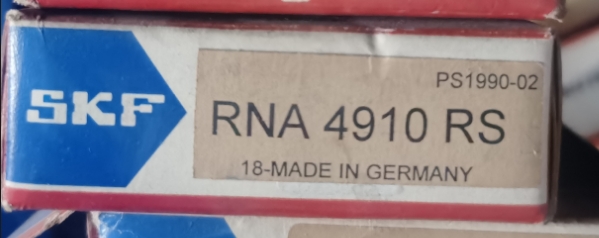 SKF
PS1990-02
RNA 4910 RS
18-MADE IN GERMANY